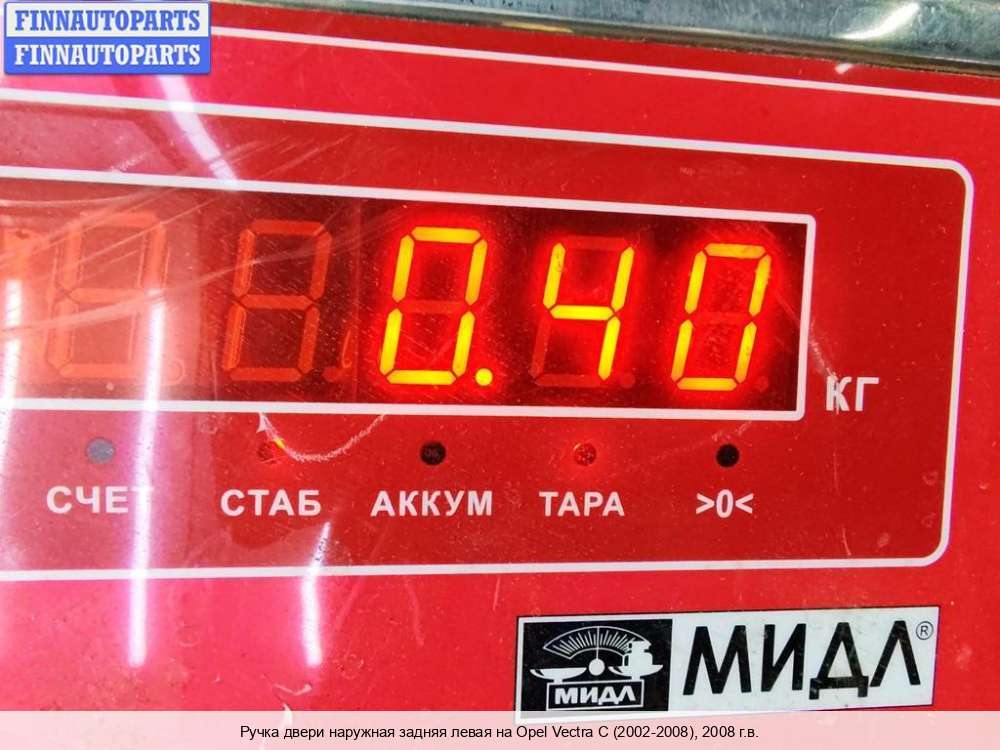 FINNAUTOPARTS
FINNAUTOPARTS
0.40
КГ
СЧЕТ СТАБ АККУМ ТАРА >0<
МИДЛ МИДЛ®
Ручка двери наружная задняя левая на Opel Vectra C (2002-2008), 2008 г.в.